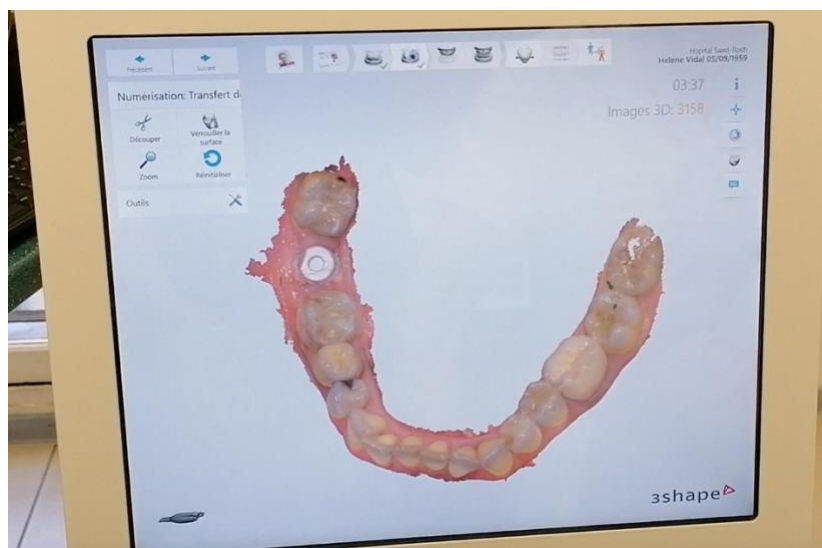 Précédent
Suivant
Hôpital Saint-Roch
Helene Vidal 05/09/1959
Numérisation: Transfert d
03:37
Images 3D: 3158
Découper
Verrouiller la
surface
Zoom
Réinitialiser
Outils
3shape